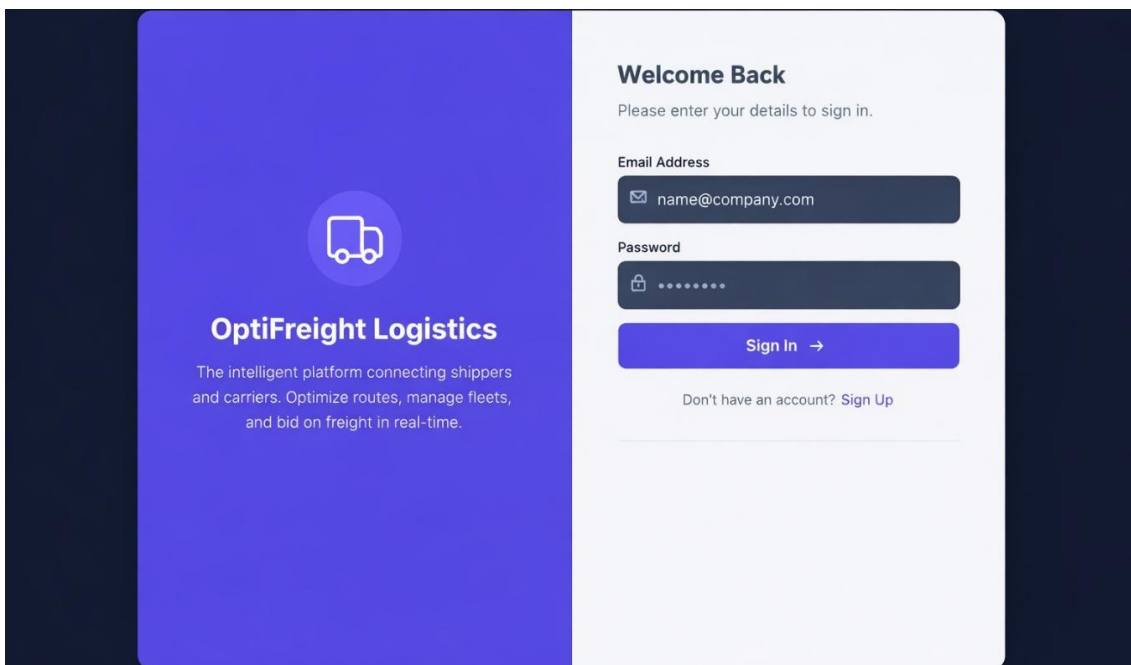 OptiFreight Logistics
The intelligent platform connecting shippers
and carriers. Optimize routes, manage fleets,
and bid on freight in real-time.
Welcome Back
Please enter your details to sign in.
Email Address
name@company.com
Password
••••••••
Sign In →
Don't have an account? Sign Up